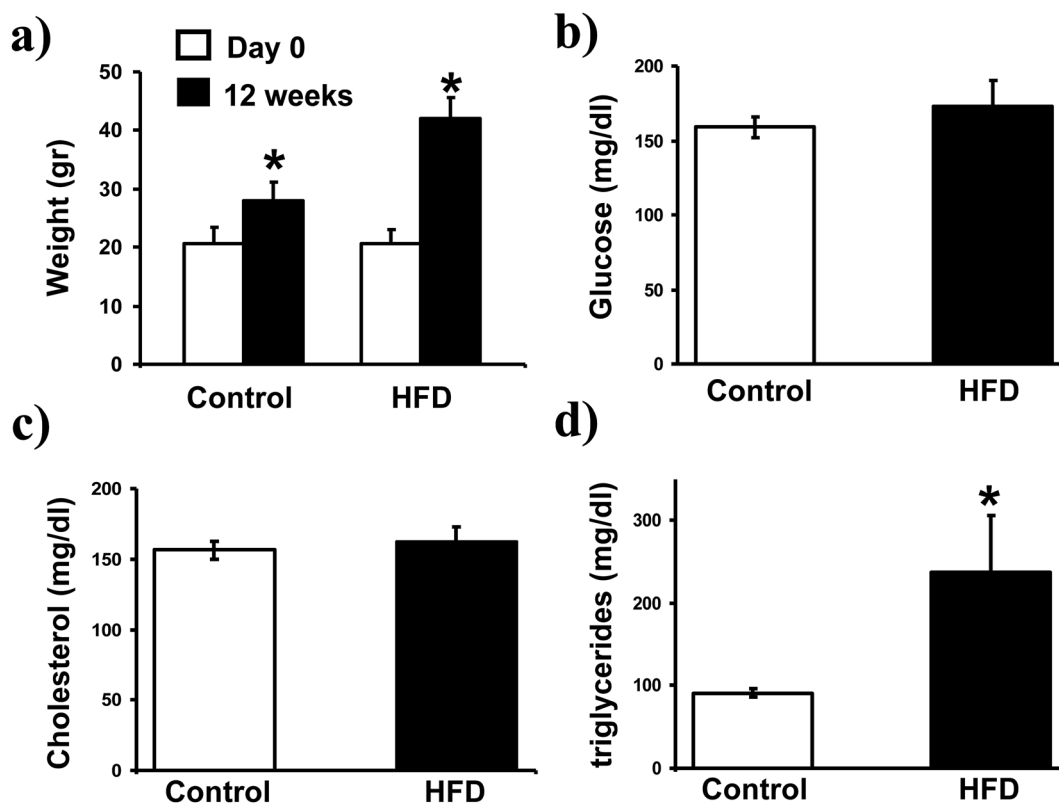 a)
Day 0
12 weeks
Weight (gr)
50
40
30
20
10
0
*
*
Control HFD
b)
Glucose (mg/dl)
200
150
100
50
0
Control HFD
c)
Cholesterol (mg/dl)
200
150
100
50
0
Control HFD
d)
triglycerides (mg/dl)
300
200
100
0
*
Control HFD